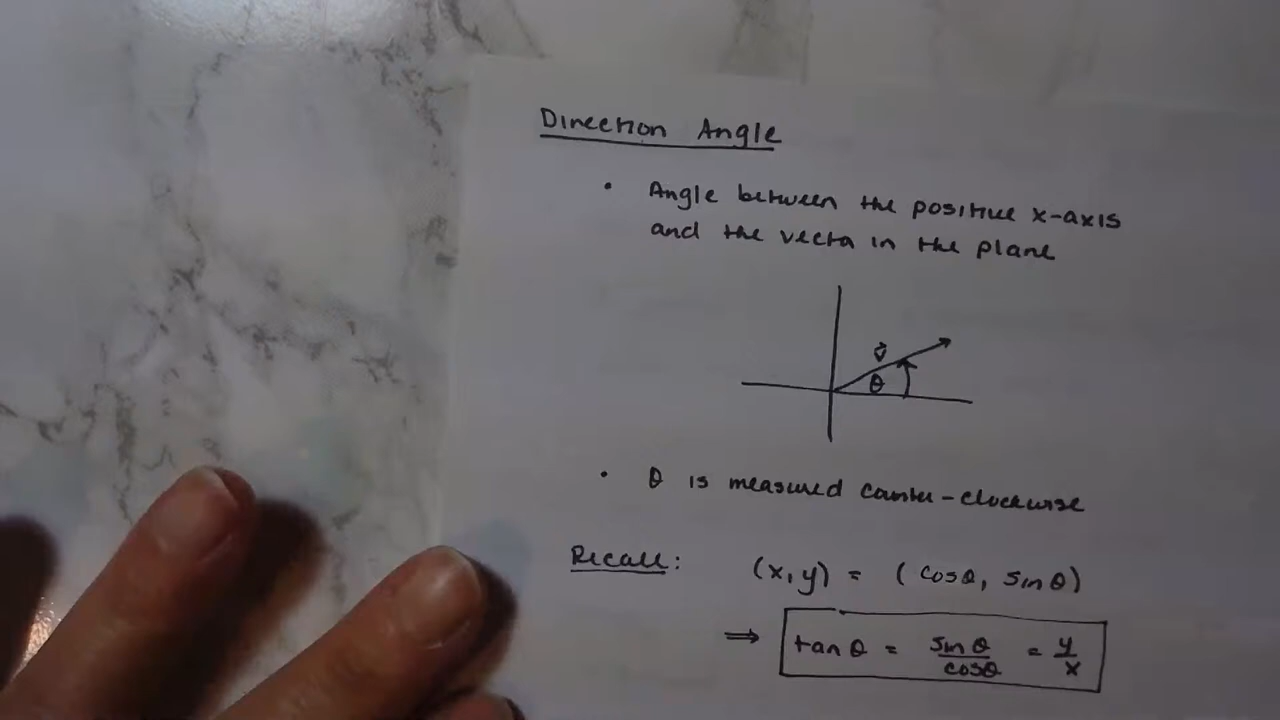 Direction Angle
• Angle between the positive x-axis
and the vector in the plane
v⃗
θ
• θ is measured counter-clockwise
Recall: (x,y) = (cosθ, sinθ)
⇒ tanθ = sinθ/cosθ = y/x